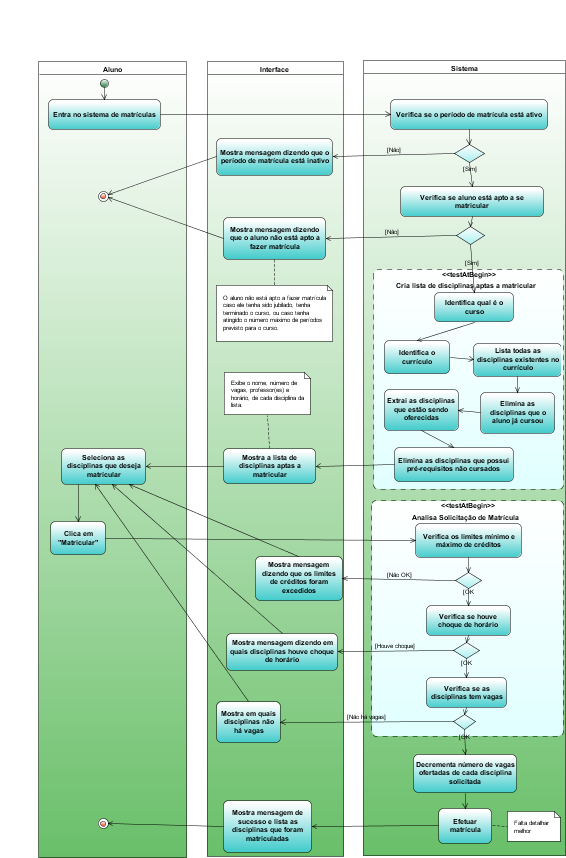 Aluno
Interface
Sistema
Entra no sistema de matrículas
Verifica se o período de matrícula está ativo
Mostra mensagem dizendo que o
período de matrícula está inativo
[Não]
[Sim]
Verifica se aluno está apto a se
matricular
Mostra mensagem dizendo
que o aluno não está apto a
fazer matrícula
[Não]
[Sim]
<<testAtBegin>>
Cria lista de disciplinas aptas a matricular
Identifica qual é o
curso
O aluno não está apto a fazer matrícula
caso ele tenha sido jubilado, tenha
terminado o curso, ou caso tenha
atingido o número máximo de períodos
previsto para o curso.
Identifica o
currículo
Lista todas as
disciplinas existentes no
currículo
Exibe o nome, número de
vagas, professor(es) e
horário, de cada disciplina da
lista.
Extrai as disciplinas
que estão sendo
oferecidas
Elimina as
disciplinas que o
aluno já cursou
Seleciona as
disciplinas que deseja
matricular
Mostra a lista de
disciplinas aptas a
matricular
Elimina as disciplinas que possui
pré-requisitos não cursados
<<testAtBegin>>
Analisa Solicitação de Matrícula
Clica em
"Matricular"
Verifica os limites mínimo e
máximo de créditos
Mostra mensagem
dizendo que os limites
de créditos foram
excedidos
[Não OK]
[OK
Verifica se houve
choque de horário
Mostra mensagem dizendo em
quais disciplinas houve choque
de horário
[Houve choque]
[OK
Verifica se as
disciplinas tem vagas
Mostra em quais
disciplinas não
há vagas
[Não há vagas]
[OK
Decrementa número de vagas
ofertadas de cada disciplina
solicitada
Mostra mensagem de
sucesso e lista as
disciplinas que foram
matriculadas
Efetuar
matrícula
Falta detalhar
melhor